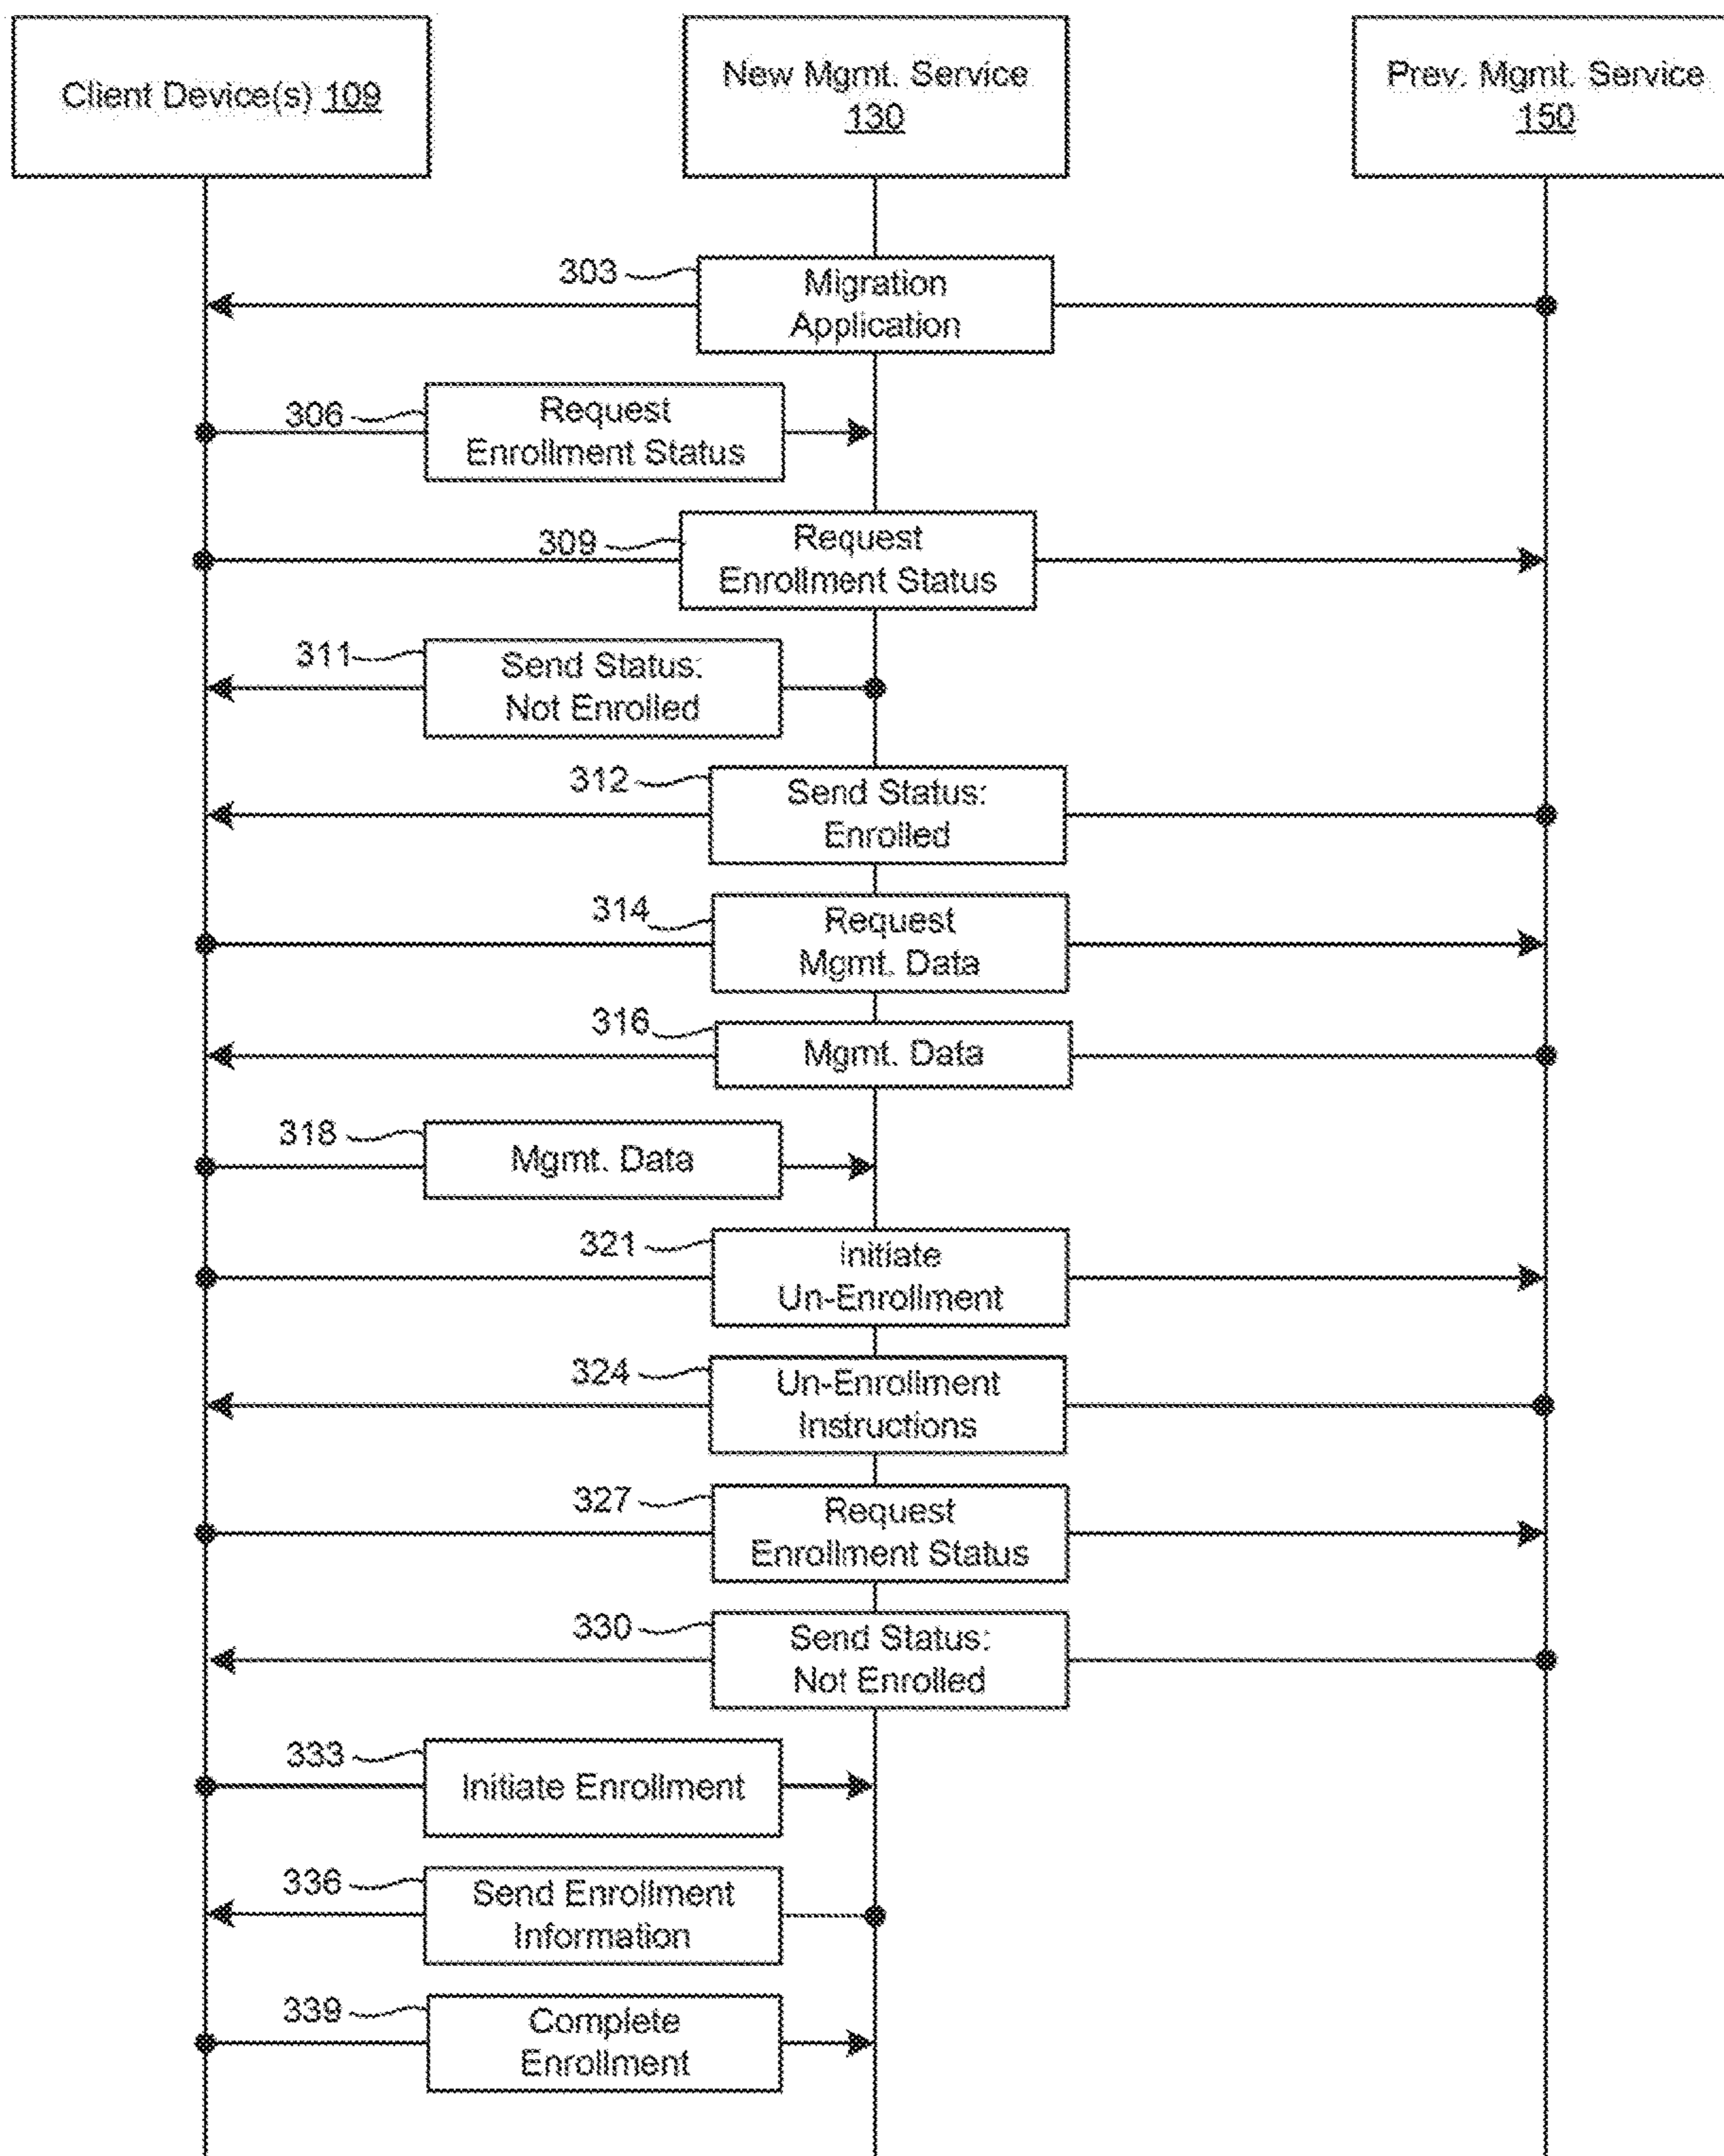 Client Device(s) 109
New Mgmt. Service
130
Prev. Mgmt. Service
150
303
Migration
Application
306
Request
Enrollment Status
309
Request
Enrollment Status
311
Send Status:
Not Enrolled
312
Send Status:
Enrolled
314
Request
Mgmt. Data
316
Mgmt. Data
318
Mgmt. Data
321
Initiate
Un-Enrollment
324
Un-Enrollment
Instructions
327
Request
Enrollment Status
330
Send Status:
Not Enrolled
333
Initiate Enrollment
336
Send Enrollment
Information
339
Complete
Enrollment